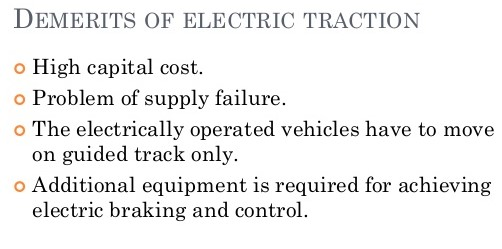 DEMERITS OF ELECTRIC TRACTION
High capital cost.
Problem of supply failure.
The electrically operated vehicles have to move
on guided track only.
Additional equipment is required for achieving
electric braking and control.